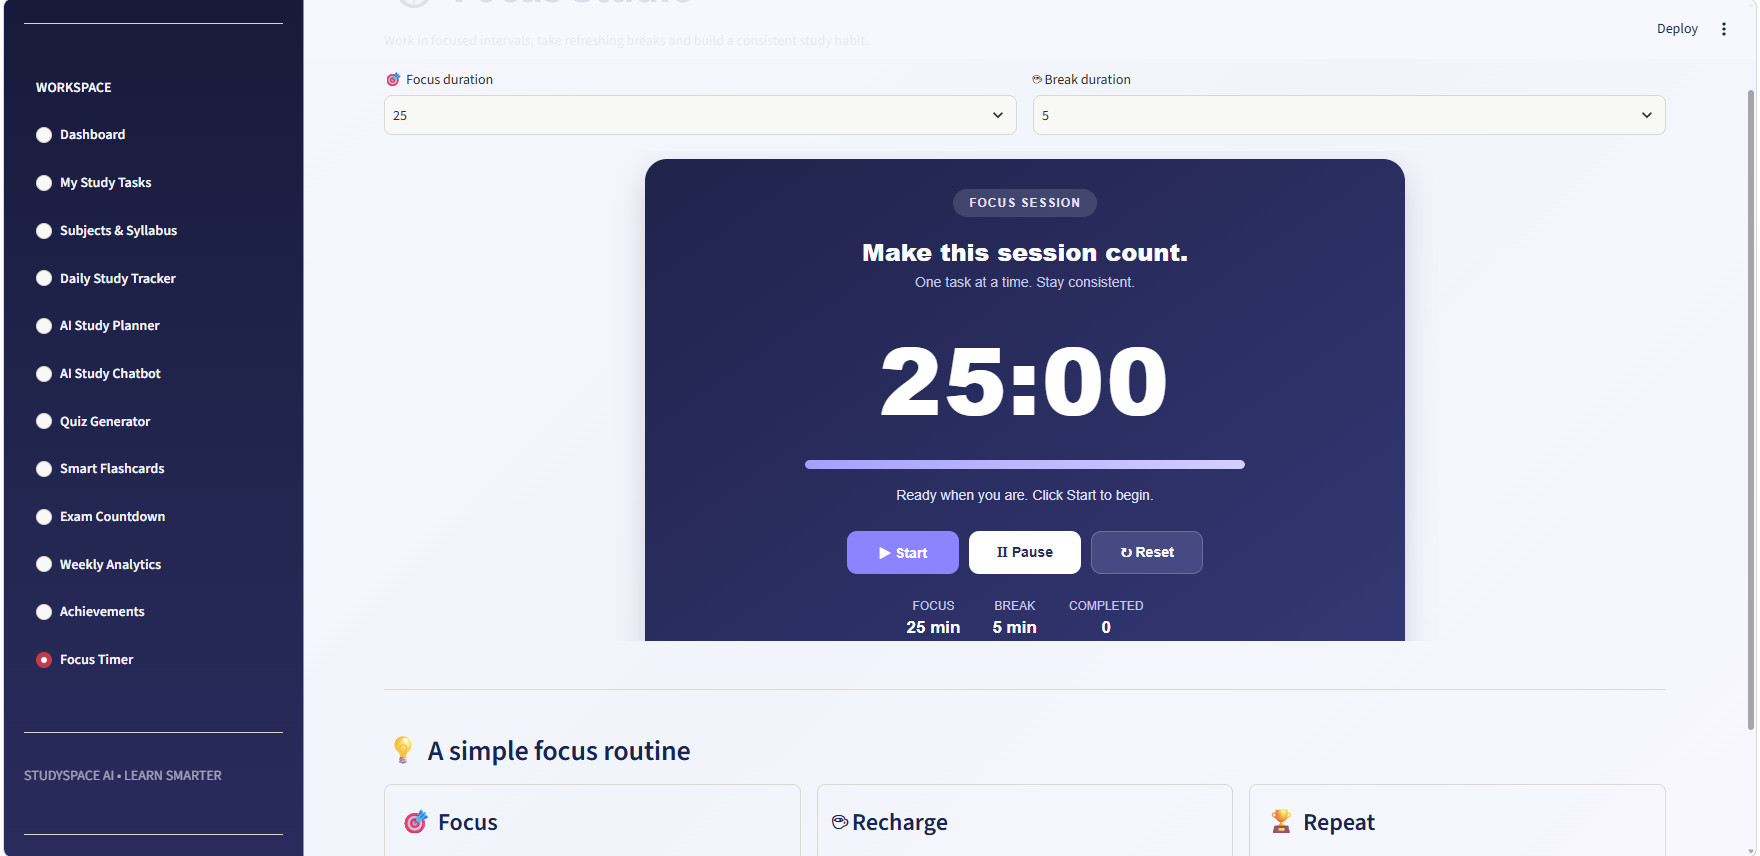 WORKSPACE
Dashboard
My Study Tasks
Subjects & Syllabus
Daily Study Tracker
AI Study Planner
AI Study Chatbot
Quiz Generator
Smart Flashcards
Exam Countdown
Weekly Analytics
Achievements
Focus Timer
STUDYSPACE AI • LEARN SMARTER
Deploy
Work in focused intervals, take refreshing breaks and build a consistent study habit.
Focus duration
Break duration
25
5
FOCUS SESSION
Make this session count.
One task at a time. Stay consistent.
25:00
Ready when you are. Click Start to begin.
Start
Pause
Reset
FOCUS BREAK COMPLETED
25 min 5 min 0
A simple focus routine
Focus
Recharge
Repeat